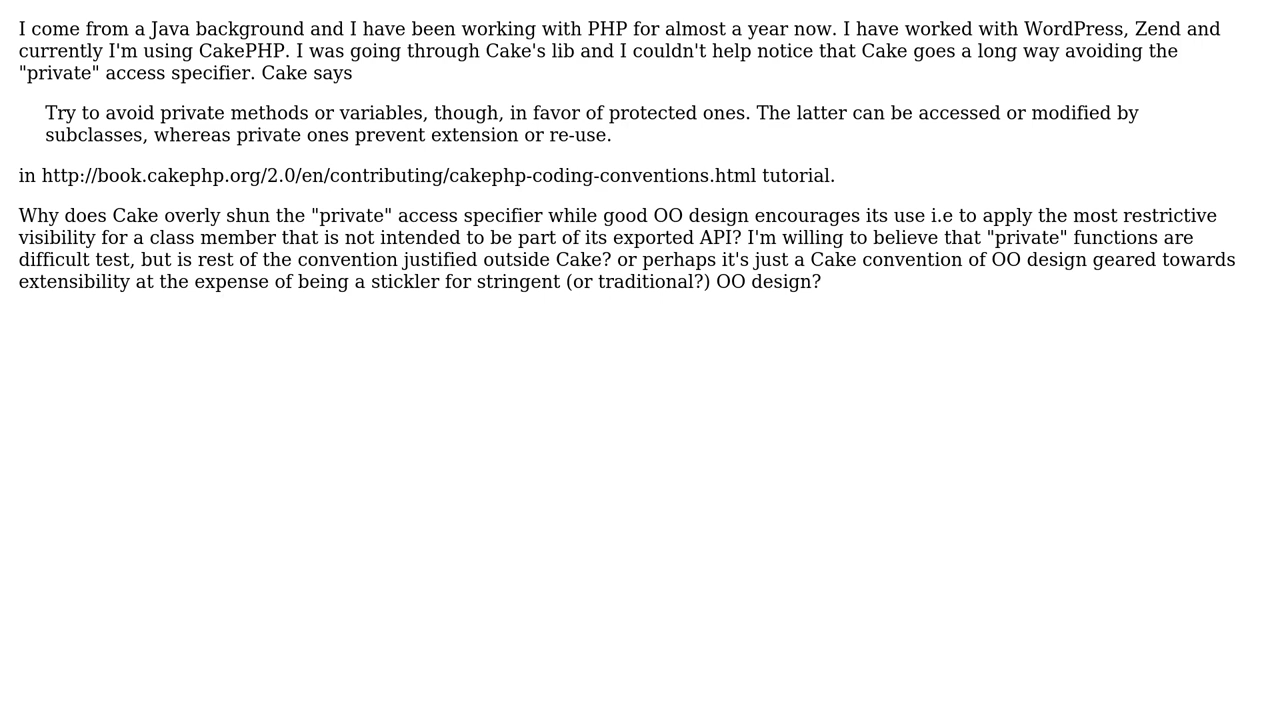 I come from a Java background and I have been working with PHP for almost a year now. I have worked with WordPress, Zend and
currently I'm using CakePHP. I was going through Cake's lib and I couldn't help notice that Cake goes a long way avoiding the
"private" access specifier. Cake says
Try to avoid private methods or variables, though, in favor of protected ones. The latter can be accessed or modified by
subclasses, whereas private ones prevent extension or re-use.
in http://book.cakephp.org/2.0/en/contributing/cakephp-coding-conventions.html tutorial.
Why does Cake overly shun the "private" access specifier while good OO design encourages its use i.e to apply the most restrictive
visibility for a class member that is not intended to be part of its exported API? I'm willing to believe that "private" functions are
difficult test, but is rest of the convention justified outside Cake? or perhaps it's just a Cake convention of OO design geared towards
extensibility at the expense of being a stickler for stringent (or traditional?) OO design?